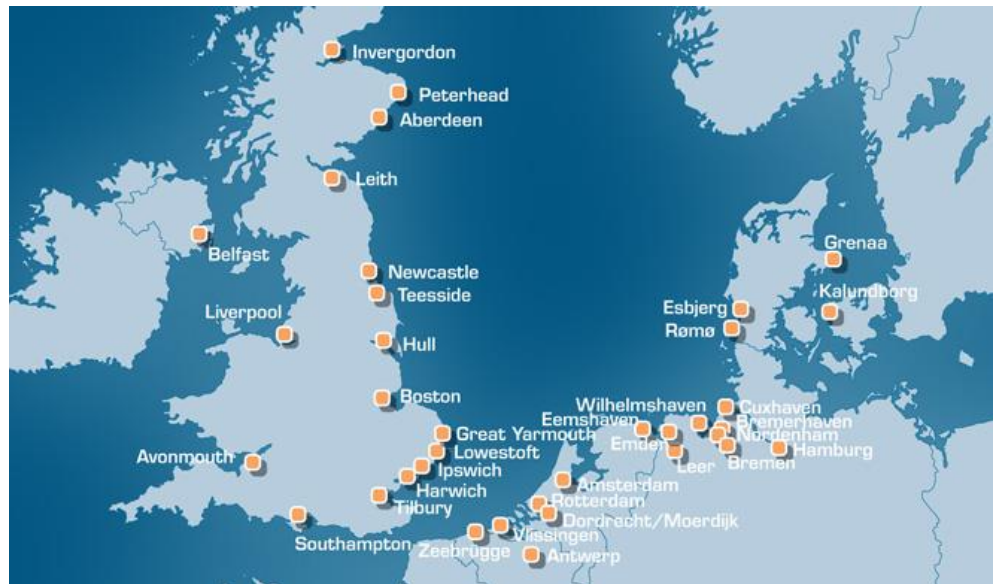 Invergordon
Peterhead
Aberdeen
Leith
Belfast
Grenaa
Newcastle
Teesside
Kalundborg
Liverpool
Esbjerg
Rømø
Hull
Boston
Wilhelmshaven
Cuxhaven
Eemshaven
Bremerhaven
Great Yarmouth
Nordenham
Emden
Hamburg
Lowestoft
Bremen
Leer
Avonmouth
Ipswich
Harwich
Amsterdam
Tilbury
Rotterdam
Dordrecht/Moerdijk
Southampton
Vlissingen
Zeebrügge
Antwerp